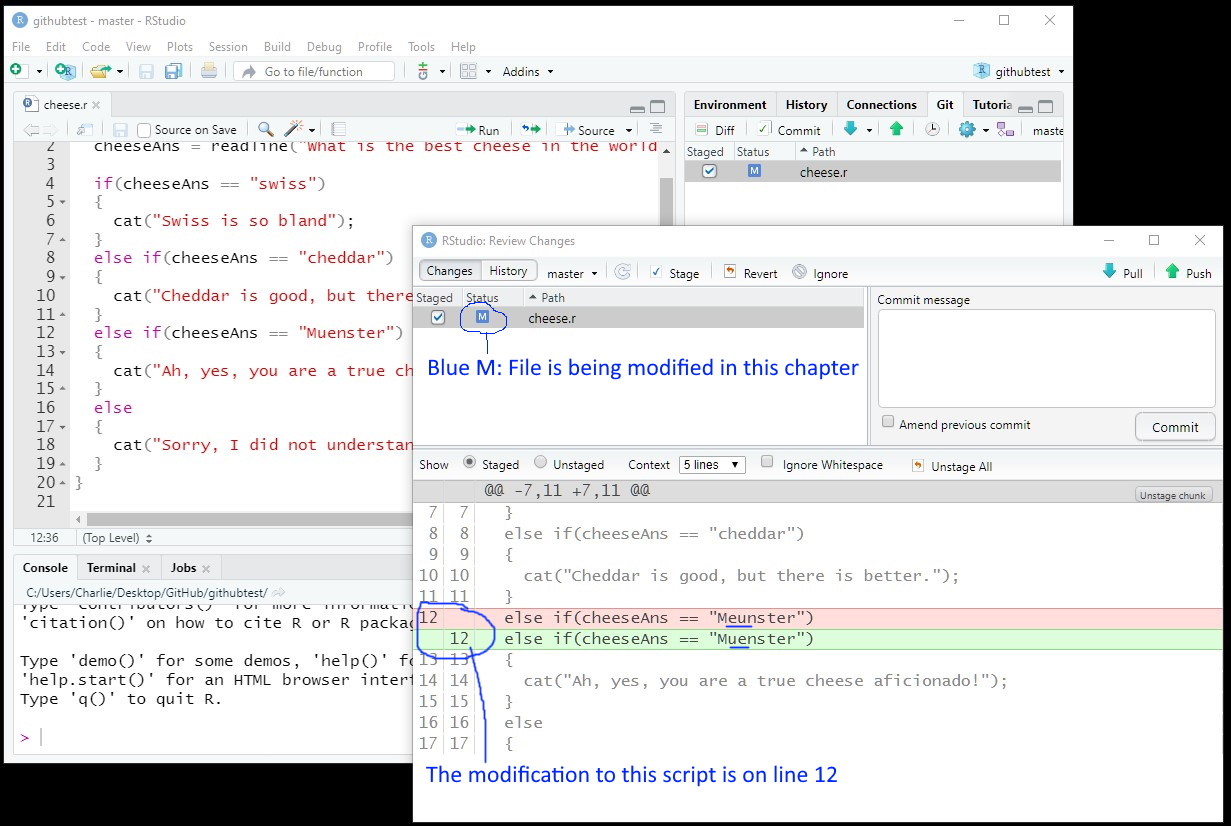 githubtest - master - RStudio
File Edit Code View Plots Session Build Debug Profile Tools Help
Go to file/function Addins githubtest
cheese.r
Source on Save Run Source
2 cheeseAns = readline("What is the best cheese in the world
3
4 if(cheeseAns == "swiss")
5 {
6 cat("Swiss is so bland");
7 }
8 else if(cheeseAns == "cheddar")
9 {
10 cat("Cheddar is good, but there
11 }
12 else if(cheeseAns == "Muenster")
13 {
14 cat("Ah, yes, you are a true ch
15 }
16 else
17 {
18 cat("Sorry, I did not understan
19 }
20 }
21
12:36 (Top Level)
Console Terminal Jobs
C:/Users/Charlie/Desktop/GitHub/githubtest/
Type 'contributors()' for more informati
'citation()' on how to cite R or R packag
Type 'demo()' for some demos, 'help()' fo
'help.start()' for an HTML browser interf
Type 'q()' to quit R.
>
Environment History Connections Git Tutoria
Diff Commit maste
Staged Status Path
M cheese.r
RStudio: Review Changes
Changes History master Stage Revert Ignore Pull Push
Staged Status Path
M cheese.r
Blue M: File is being modified in this chapter
Commit message
Amend previous commit Commit
Show Staged Unstaged Context 5 lines Ignore Whitespace Unstage All
@@ -7,11 +7,11 @@ Unstage chunk
7 7 }
8 8 else if(cheeseAns == "cheddar")
9 9 {
10 10 cat("Cheddar is good, but there is better.");
11 11 }
12 else if(cheeseAns == "Meunster")
12 else if(cheeseAns == "Muenster")
13 13 {
14 14 cat("Ah, yes, you are a true cheese aficionado!");
15 15 }
16 16 else
17 17 {
The modification to this script is on line 12